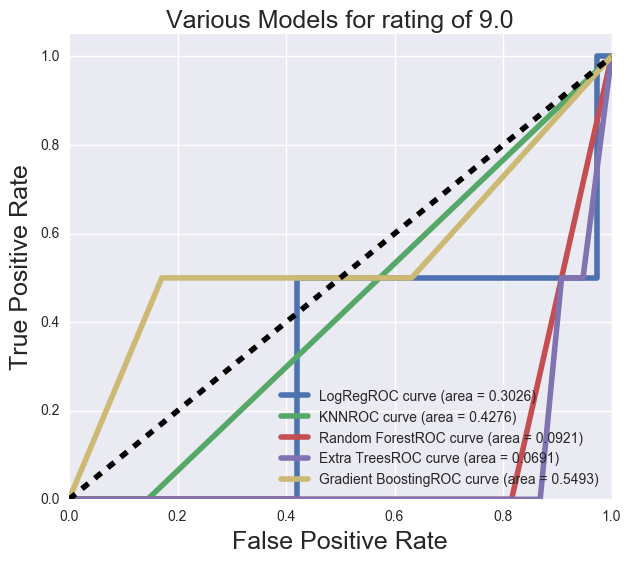 Various Models for rating of 9.0
1.0
0.8
0.6
0.4
0.2
0.0
True Positive Rate
LogRegROC curve (area = 0.3026)
KNNROC curve (area = 0.4276)
Random ForestROC curve (area = 0.0921)
Extra TreesROC curve (area = 0.0691)
Gradient BoostingROC curve (area = 0.5493)
0.0 0.2 0.4 0.6 0.8 1.0
False Positive Rate